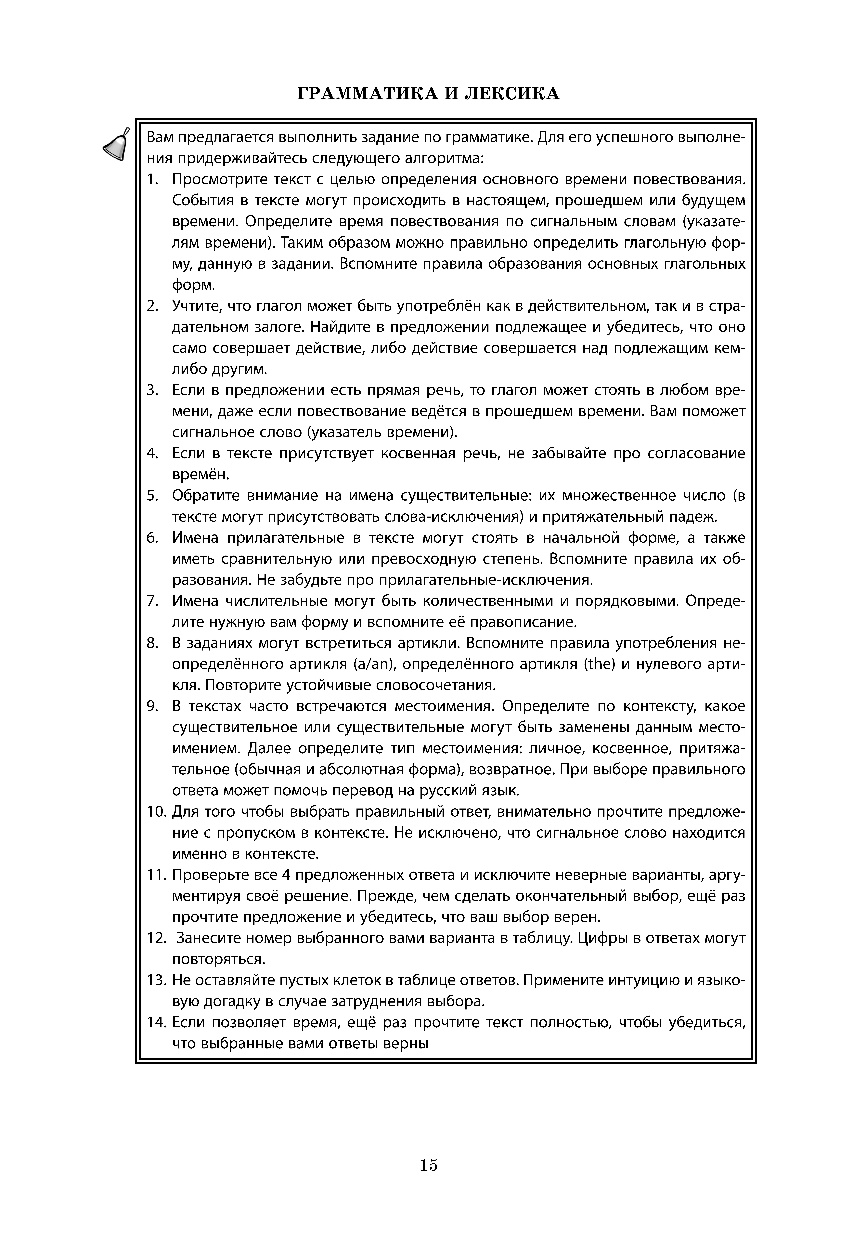 ГРАММАТИКА И ЛЕКСИКА
Вам предлагается выполнить задание по грамматике. Для его успешного выполне-
ния придерживайтесь следующего алгоритма:
1. Просмотрите текст с целью определения основного времени повествования.
События в тексте могут происходить в настоящем, прошедшем или будущем
времени. Определите время повествования по сигнальным словам (указате-
лям времени). Таким образом можно правильно определить глагольную фор-
му, данную в задании. Вспомните правила образования основных глагольных
форм.
2. Учтите, что глагол может быть употреблён как в действительном, так и в стра-
дательном залоге. Найдите в предложении подлежащее и убедитесь, что оно
само совершает действие, либо действие совершается над подлежащим кем-
либо другим.
3. Если в предложении есть прямая речь, то глагол может стоять в любом вре-
мени, даже если повествование ведётся в прошедшем времени. Вам поможет
сигнальное слово (указатель времени).
4. Если в тексте присутствует косвенная речь, не забывайте про согласование
времён.
5. Обратите внимание на имена существительные: их множественное число (в
тексте могут присутствовать слова-исключения) и притяжательный падеж.
6. Имена прилагательные в тексте могут стоять в начальной форме, а также
иметь сравнительную или превосходную степень. Вспомните правила их об-
разования. Не забудьте про прилагательные-исключения.
7. Имена числительные могут быть количественными и порядковыми. Опреде-
лите нужную вам форму и вспомните её правописание.
8. В заданиях могут встретиться артикли. Вспомните правила употребления не-
определённого артикля (a/an), определённого артикля (the) и нулевого арти-
кля. Повторите устойчивые словосочетания.
9. В текстах часто встречаются местоимения. Определите по контексту, какое
существительное или существительные могут быть заменены данным место-
имением. Далее определите тип местоимения: личное, косвенное, притяжа-
тельное (обычная и абсолютная форма), возвратное. При выборе правильного
ответа может помочь перевод на русский язык.
10. Для того чтобы выбрать правильный ответ, внимательно прочтите предложе-
ние с пропуском в контексте. Не исключено, что сигнальное слово находится
именно в контексте.
11. Проверьте все 4 предложенных ответа и исключите неверные варианты, аргу-
ментируя своё решение. Прежде, чем сделать окончательный выбор, ещё раз
прочтите предложение и убедитесь, что ваш выбор верен.
12. Занесите номер выбранного вами варианта в таблицу. Цифры в ответах могут
повторяться.
13. Не оставляйте пустых клеток в таблице ответов. Примените интуицию и языко-
вую догадку в случае затруднения выбора.
14. Если позволяет время, ещё раз прочтите текст полностью, чтобы убедиться,
что выбранные вами ответы верны
15